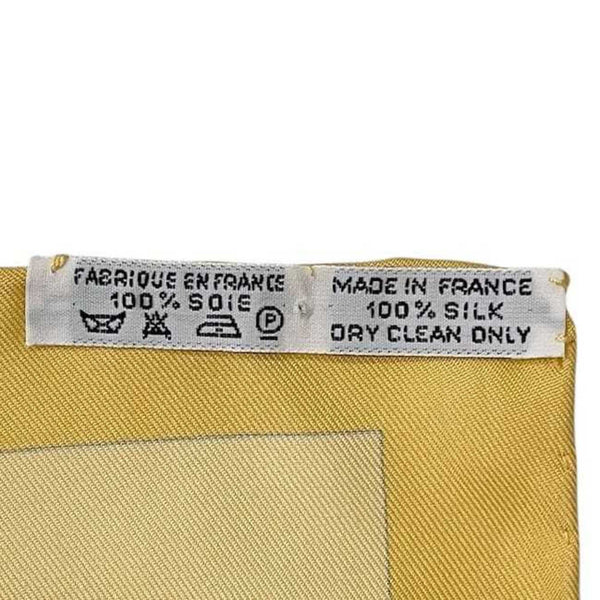 FABRIQUE EN FRANCE
100% SOIE
P
MADE IN FRANCE
100% SILK
DRY CLEAN ONLY